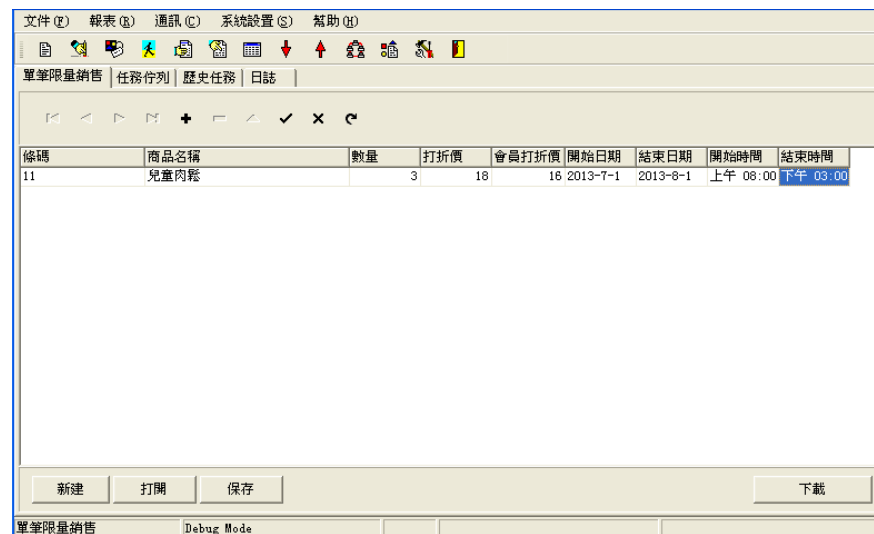 文件(F) 報表(R) 通訊(C) 系統設置(S) 幫助(H)
單筆限量銷售 任務佇列 歷史任務 日誌
條碼 商品名稱 數量 打折價 會員打折價 開始日期 結束日期 開始時間 結束時間
11 兒童肉鬆 3 18 16 2013-7-1 2013-8-1 上午 08:00 下午 03:00
新建 打開 保存 下載
單筆限量銷售 Debug Mode